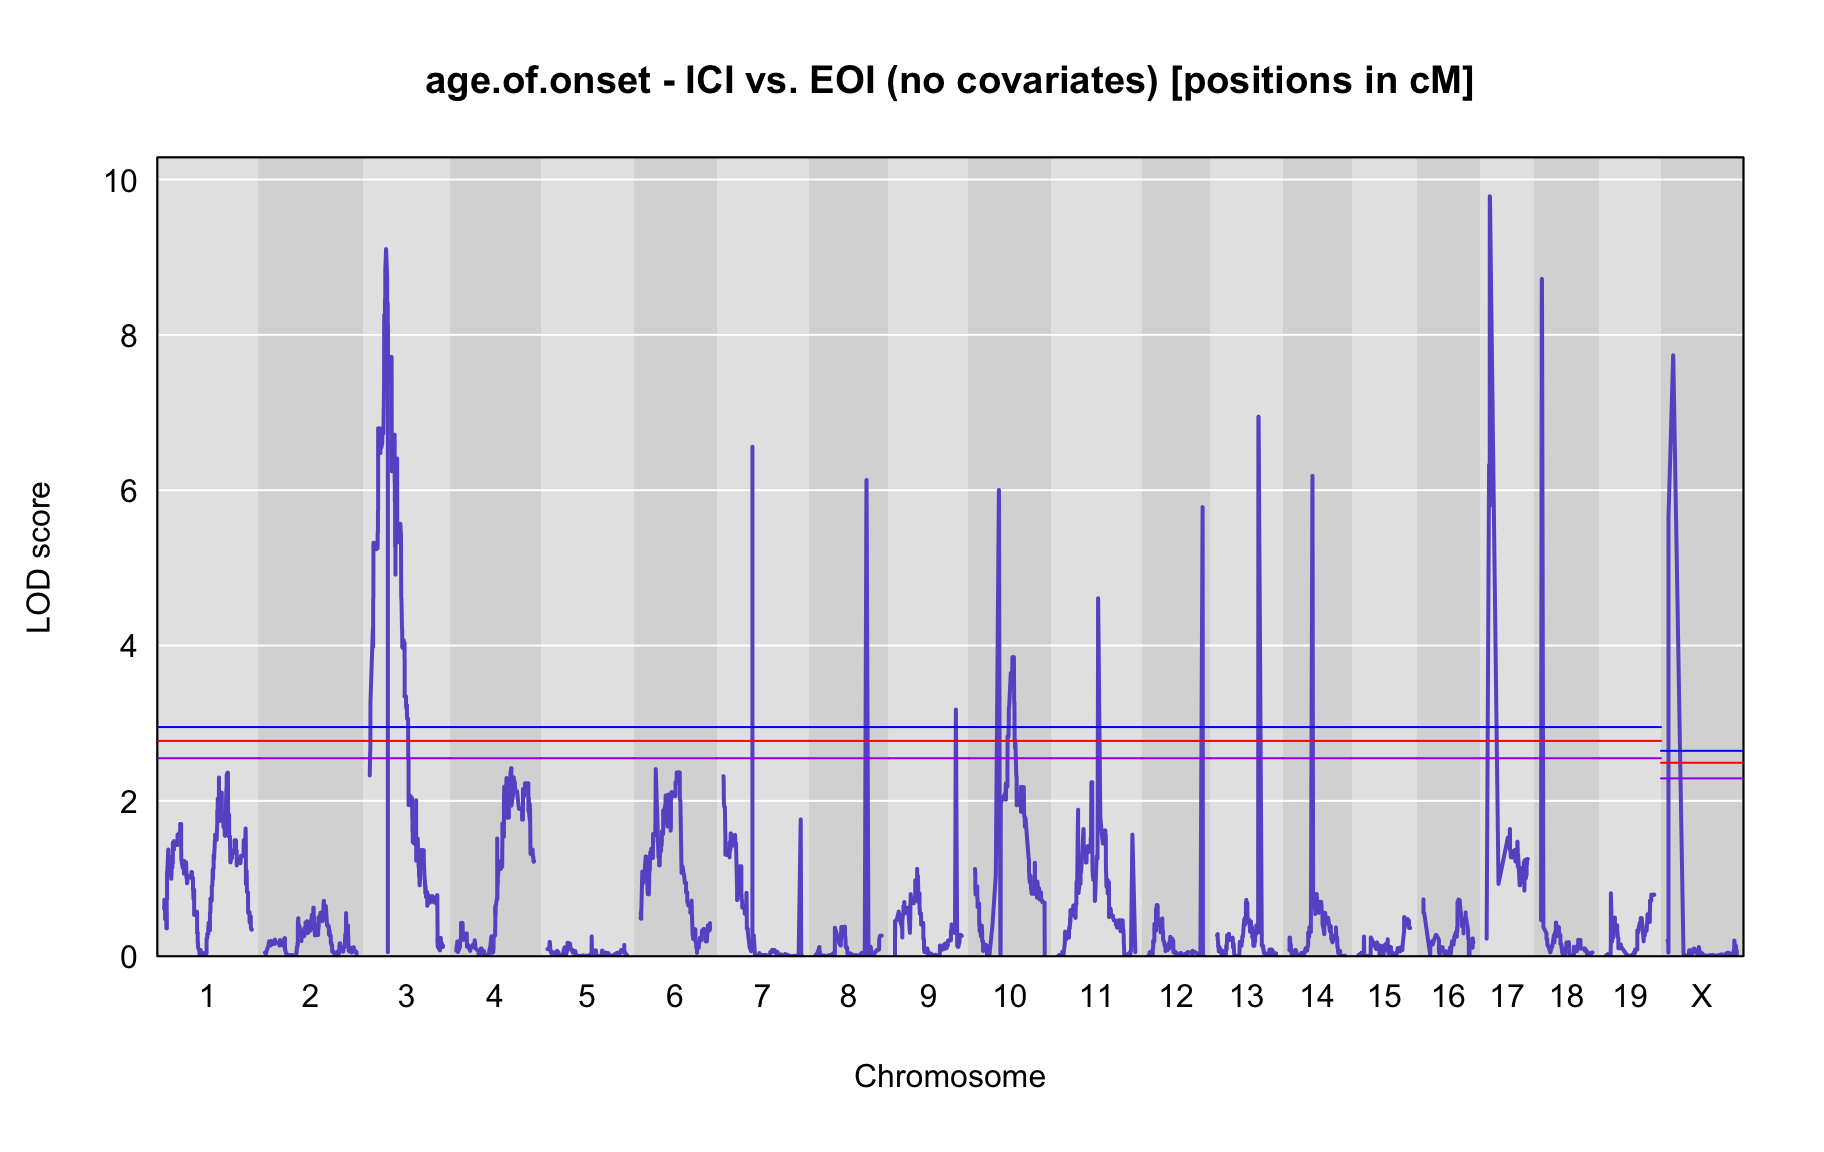 age.of.onset - ICI vs. EOI (no covariates) [positions in cM]
10
8
6
4
2
0
LOD score
1 2 3 4 5 6 7 8 9 10 11 12 13 14 15 16 17 18 19 X
Chromosome